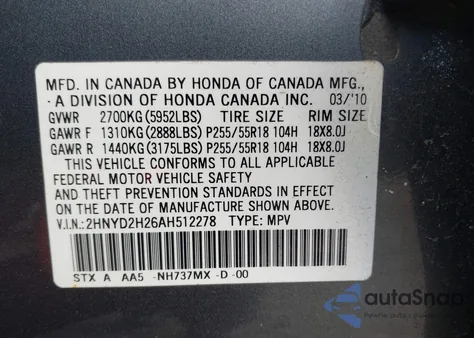 MFD. IN CANADA BY HONDA OF CANADA MFG.,
A DIVISION OF HONDA CANADA INC. 03/'10
GVWR 2700KG (5952LBS) TIRE SIZE RIM SIZE
GAWR F 1310KG (2888LBS) P255/55R18 104H 18X8.0J
GAWR R 1440KG (3175LBS) P255/55R18 104H 18X8.0J
THIS VEHICLE CONFORMS TO ALL APPLICABLE
FEDERAL MOTOR VEHICLE SAFETY
AND THEFT PREVENTION STANDARDS IN EFFECT
ON THE DATE OF MANUFACTURE SHOWN ABOVE.
V.I.N.: 2HNYD2H26AH512278 TYPE: MPV
STX A AA5 -NH737MX -D -00
autoSnap